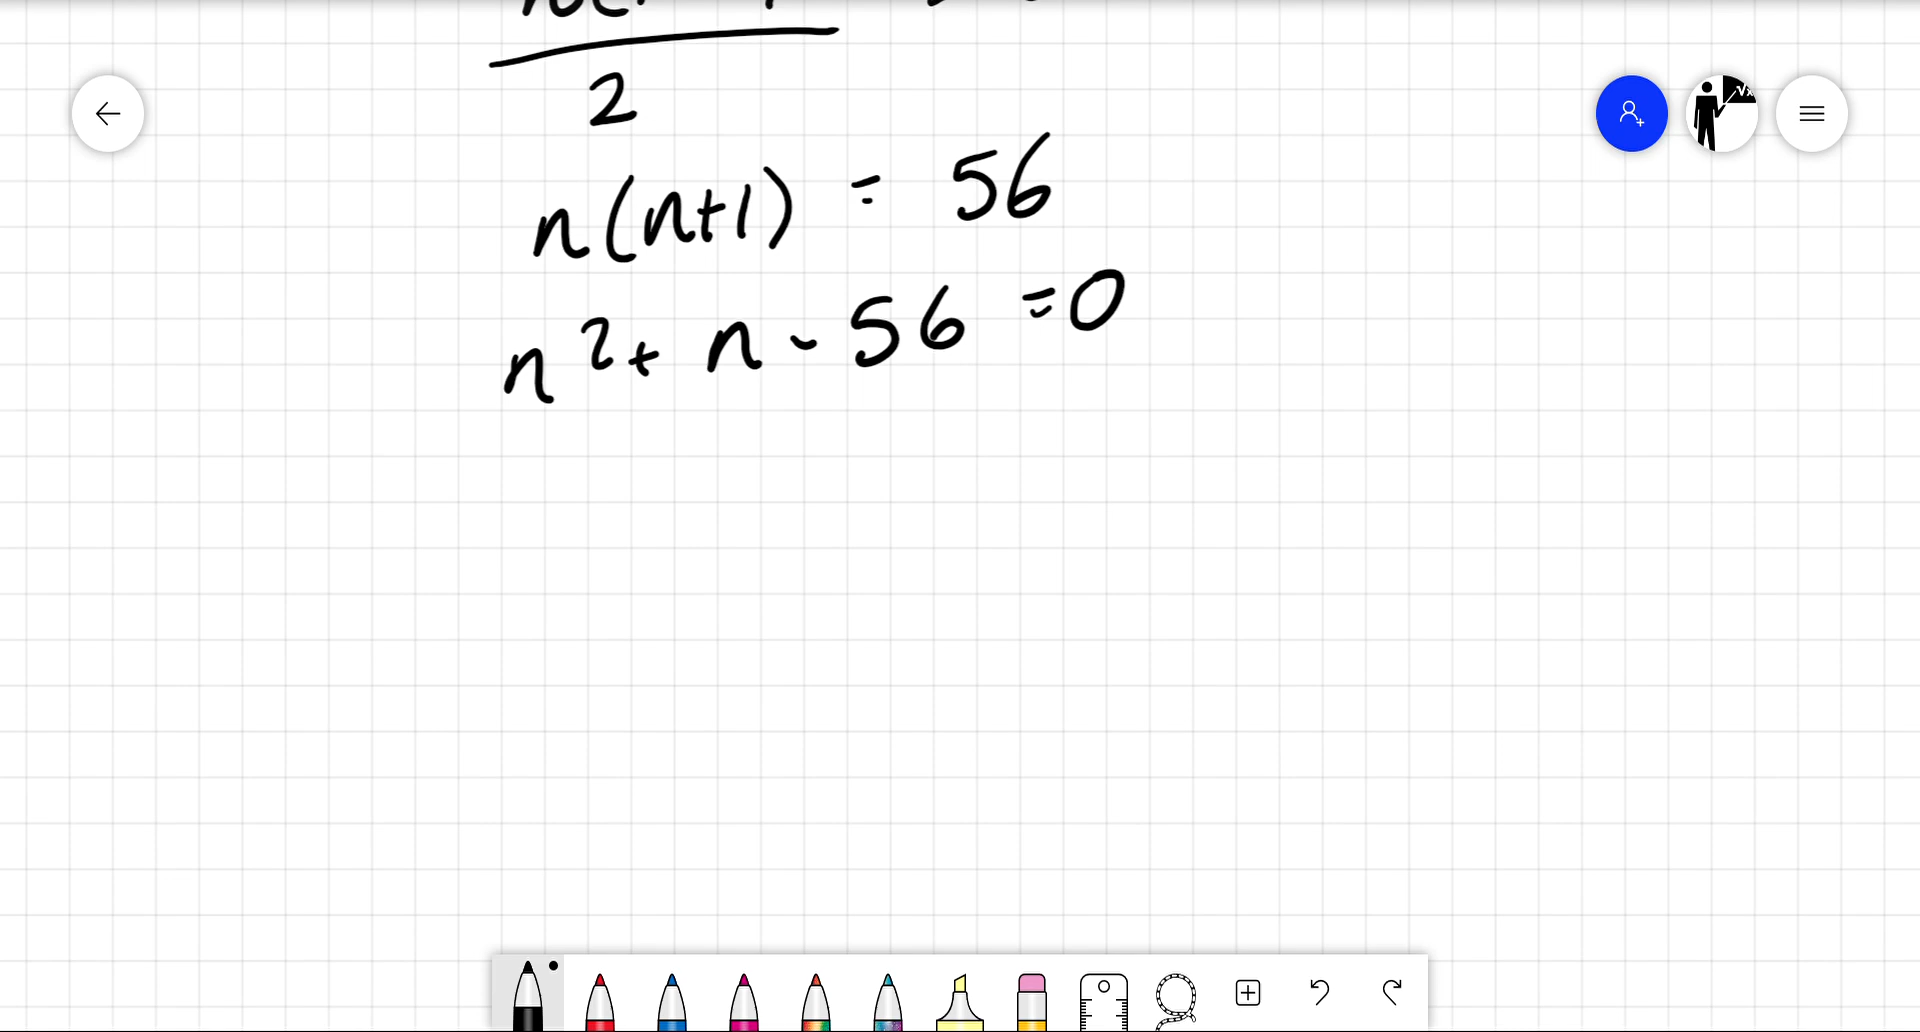 2
n(n+1) = 56
n² + n - 56 = 0